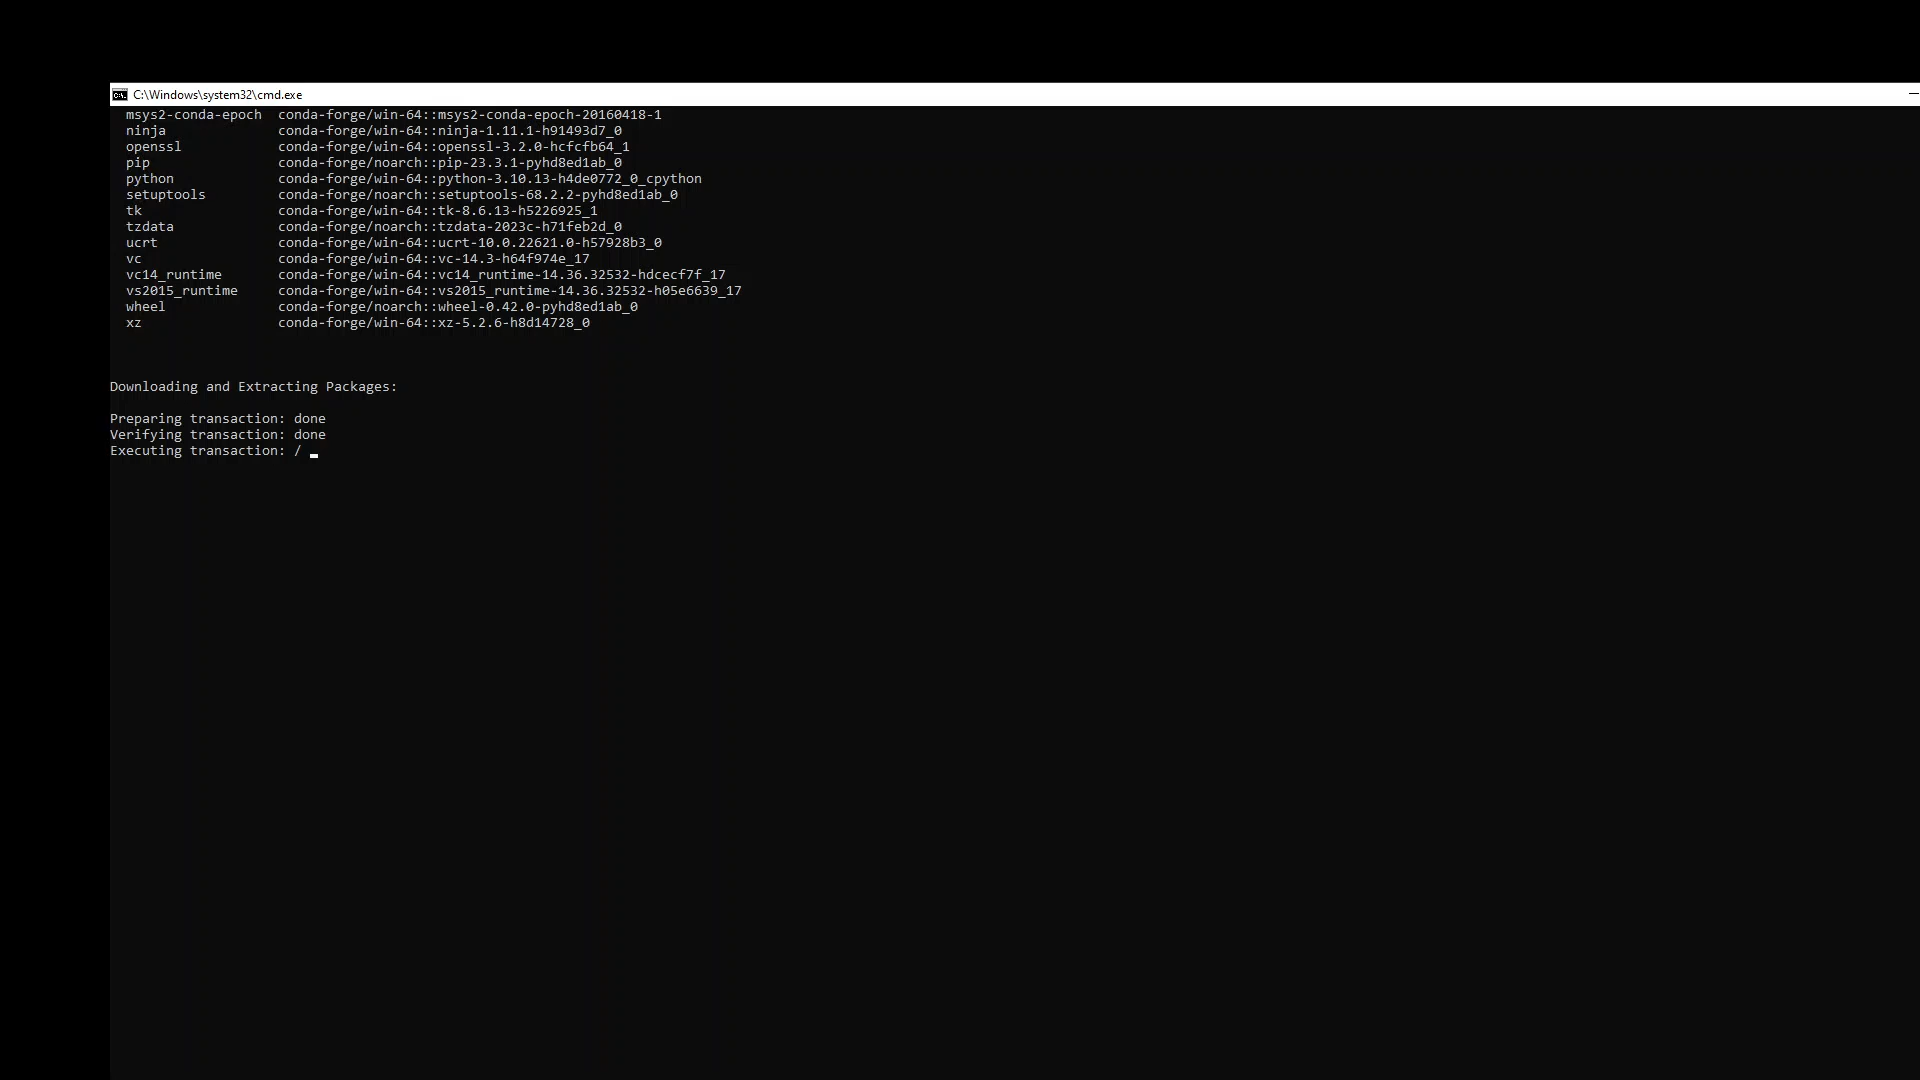 C:\Windows\system32\cmd.exe
msys2-conda-epoch  conda-forge/win-64::msys2-conda-epoch-20160418-1
ninja              conda-forge/win-64::ninja-1.11.1-h91493d7_0
openssl            conda-forge/win-64::openssl-3.2.0-hcfcfb64_1
pip                conda-forge/noarch::pip-23.3.1-pyhd8ed1ab_0
python             conda-forge/win-64::python-3.10.13-h4de0772_0_cpython
setuptools         conda-forge/noarch::setuptools-68.2.2-pyhd8ed1ab_0
tk                 conda-forge/win-64::tk-8.6.13-h5226925_1
tzdata             conda-forge/noarch::tzdata-2023c-h71feb2d_0
ucrt               conda-forge/win-64::ucrt-10.0.22621.0-h57928b3_0
vc                 conda-forge/win-64::vc-14.3-h64f974e_17
vc14_runtime       conda-forge/win-64::vc14_runtime-14.36.32532-hdcecf7f_17
vs2015_runtime     conda-forge/win-64::vs2015_runtime-14.36.32532-h05e6639_17
wheel              conda-forge/noarch::wheel-0.42.0-pyhd8ed1ab_0
xz                 conda-forge/win-64::xz-5.2.6-h8d14728_0
Downloading and Extracting Packages:
Preparing transaction: done
Verifying transaction: done
Executing transaction: / _